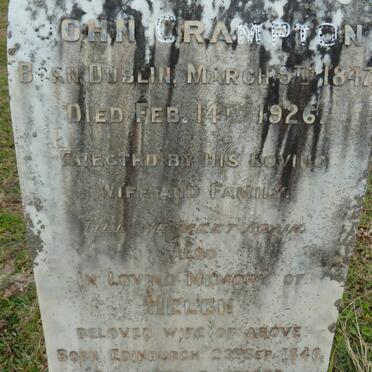 JOHN CRAMPTON
BORN DUBLIN, MARCH 5TH 1847
DIED FEB. 14TH 1926.
ERECTED BY HIS LOVING
WIFE AND FAMILY.
TILL WE MEET AGAIN.
ALSO
IN LOVING MEMORY OF
HELEN
BELOVED WIFE OF ABOVE
BORN EDINBURGH 23RD SEP. 1846